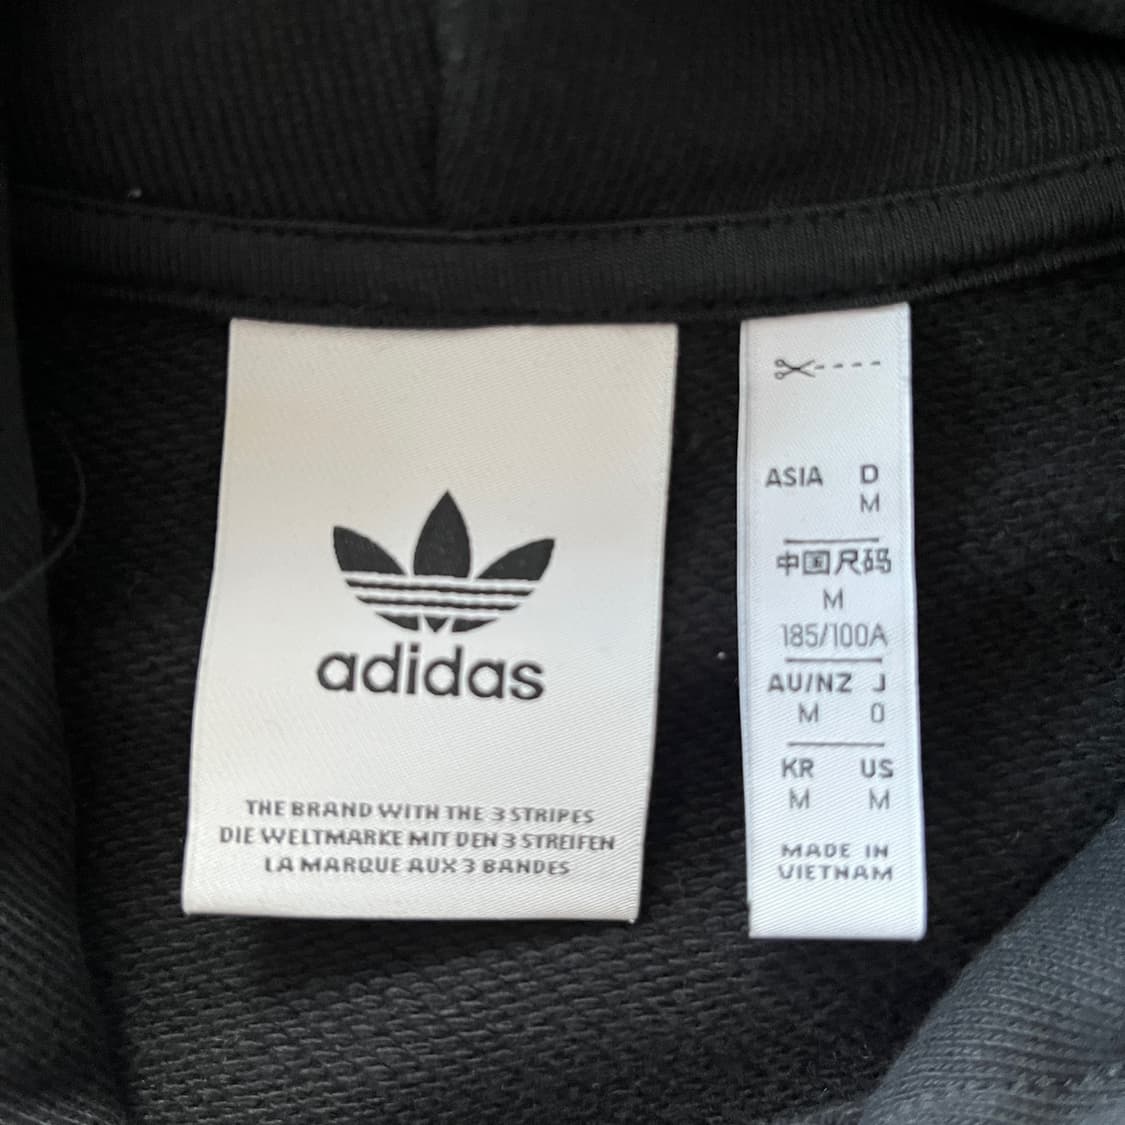 adidas
THE BRAND WITH THE 3 STRIPES
DIE WELTMARKE MIT DEN 3 STREIFEN
LA MARQUE AUX 3 BANDES
ASIA D
M
中国尺码
M
185/100A
AU/NZ J
M O
KR US
M M
MADE IN
VIETNAM